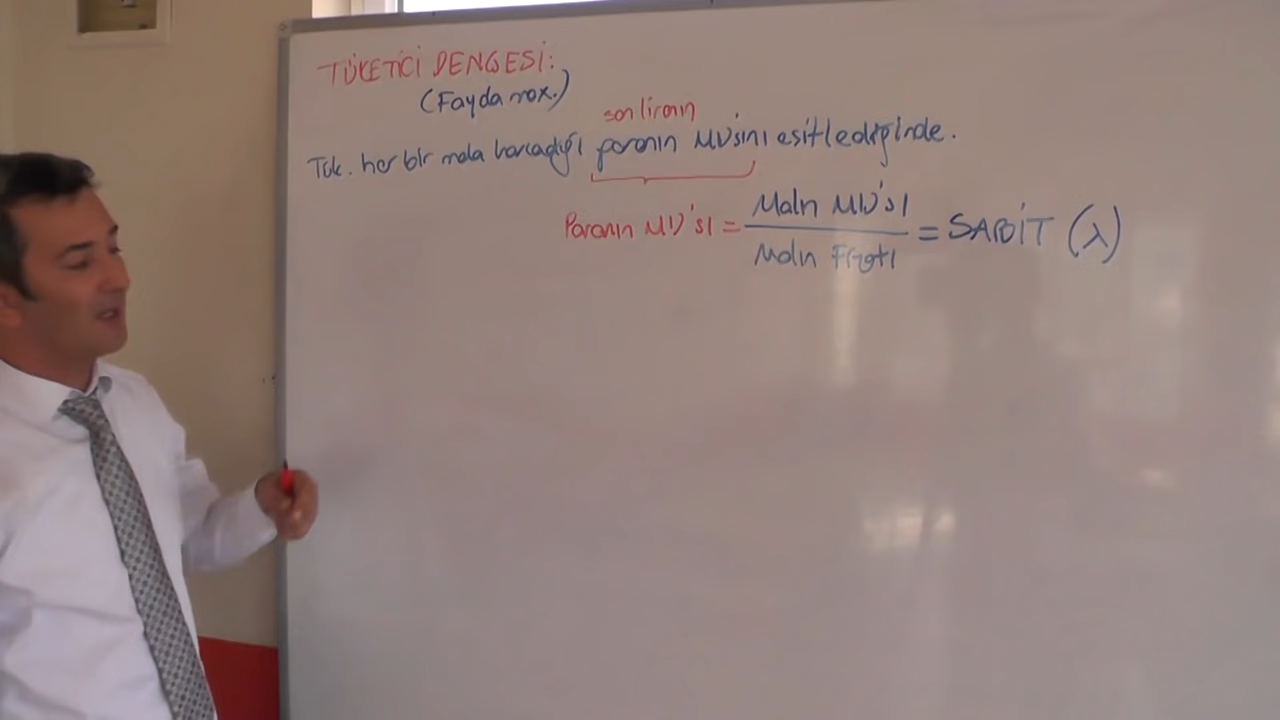 TÜKETİCİ DENGESİ:
(Fayda max.)
son liranın
Tük. her bir mala harcadığı paranın MU'sini eşitlediğinde.
Paranın MU'sı = Malın MU'sı / Malın Fiyatı = SABİT (λ)